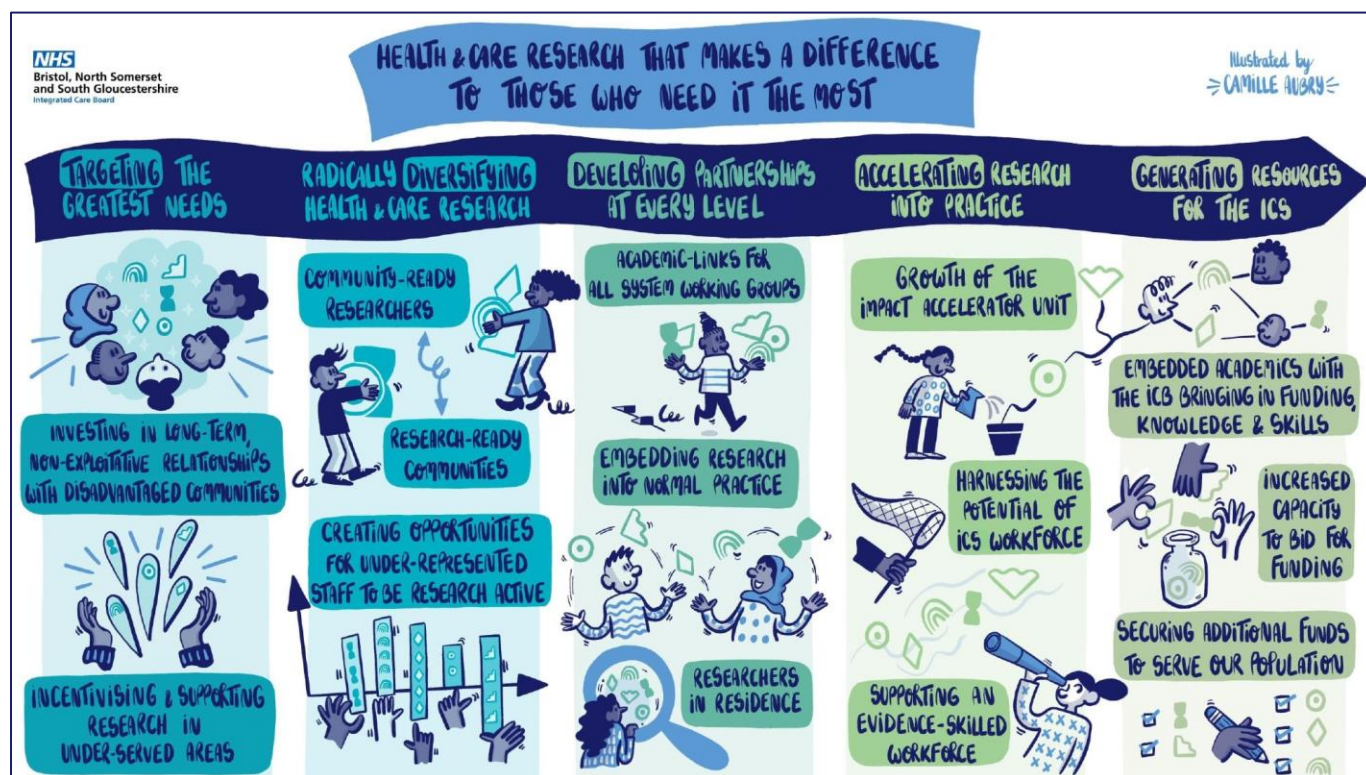 NHS
Bristol, North Somerset
and South Gloucestershire
Integrated Care Board
HEALTH & CARE RESEARCH THAT MAKES A DIFFERENCE
TO THOSE WHO NEED IT THE MOST
Illustrated by
CAMILLE AUBRY
TARGETING THE
GREATEST NEEDS
INVESTING IN LONG-TERM,
NON-EXPLOITATIVE RELATIONSHIPS
WITH DISADVANTAGED COMMUNITIES
INCENTIVISING & SUPPORTING
RESEARCH IN
UNDER-SERVED AREAS
RADICALLY DIVERSIFYING
HEALTH & CARE RESEARCH
COMMUNITY-READY
RESEARCHERS
RESEARCH-READY
COMMUNITIES
CREATING OPPORTUNITIES
FOR UNDER-REPRESENTED
STAFF TO BE RESEARCH ACTIVE
DEVELOPING PARTNERSHIPS
AT EVERY LEVEL
ACADEMIC-LINKS FOR
ALL SYSTEM WORKING GROUPS
EMBEDDING RESEARCH
INTO NORMAL PRACTICE
RESEARCHERS
IN RESIDENCE
ACCELERATING RESEARCH
INTO PRACTICE
GROWTH OF THE
IMPACT ACCELERATOR UNIT
HARNESSING THE
POTENTIAL OF
ICS WORKFORCE
SUPPORTING AN
EVIDENCE-SKILLED
WORKFORCE
GENERATING RESOURCES
FOR THE ICS
EMBEDDED ACADEMICS WITH
THE ICB BRINGING IN FUNDING,
KNOWLEDGE & SKILLS
INCREASED
CAPACITY
TO BID FOR
FUNDING
SECURING ADDITIONAL FUNDS
TO SERVE OUR POPULATION